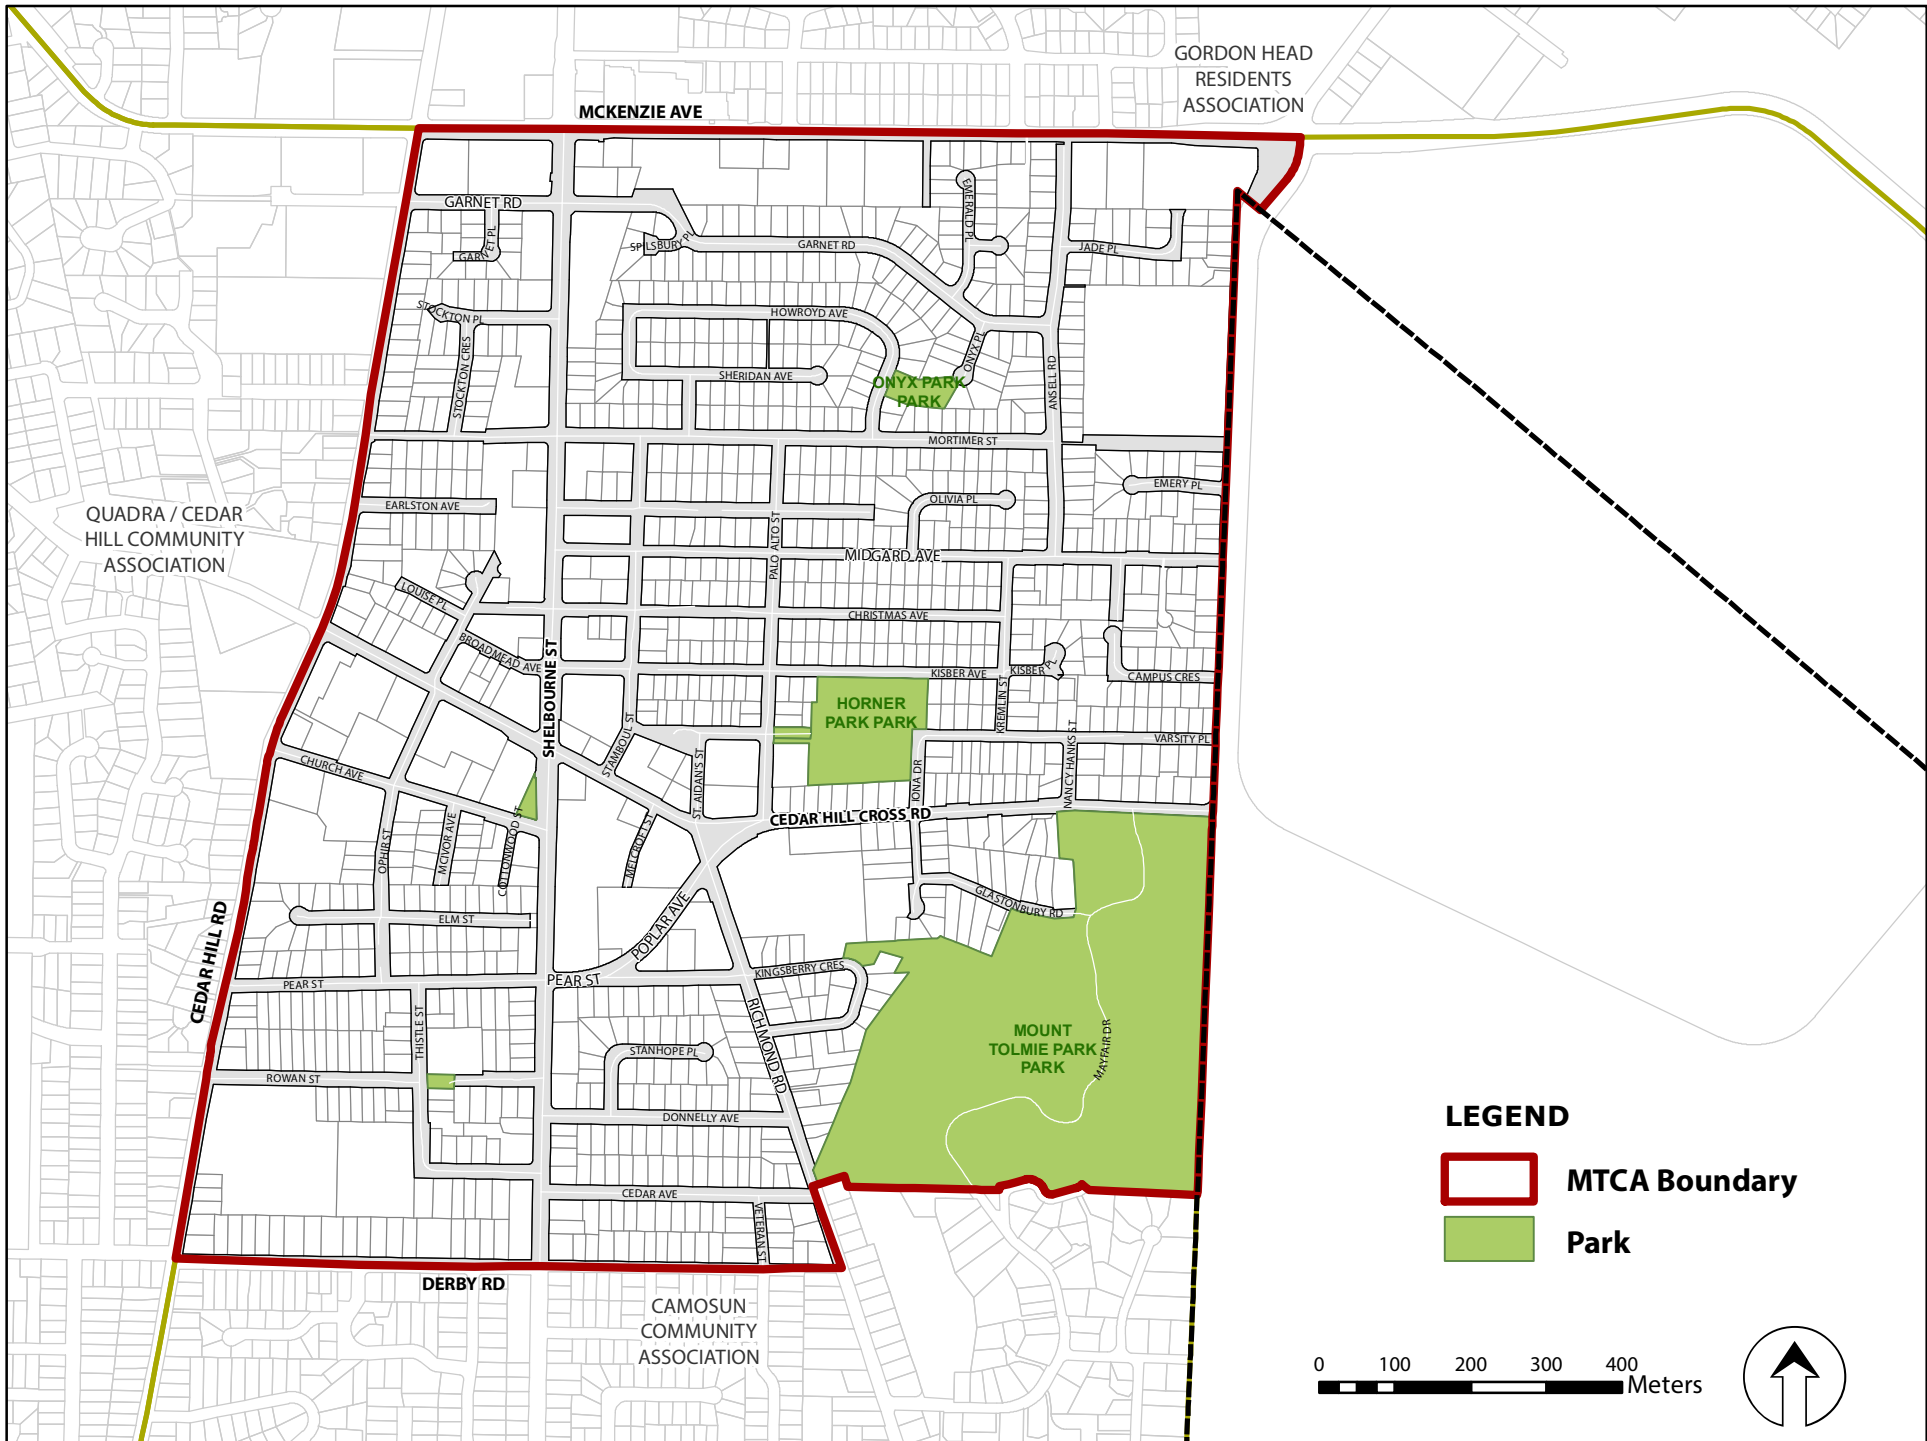 GORDON HEAD
RESIDENTS
ASSOCIATION
MCKENZIE AVE
GARNET RD
EMERALD PL
GARNET PL
SPILSBURY PL
GARNET RD
JADE PL
STOCKTON PL
HOWROYD AVE
STOCKTON CRES
ONYX PL
SHERIDAN AVE
ONYX PARK
PARK
ANSELL RD
MORTIMER ST
EMERY PL
OLIVIA PL
EARLSTON AVE
QUADRA / CEDAR
HILL COMMUNITY
ASSOCIATION
PALO ALTO ST
MIDGARD AVE
LOUISE PL
CHRISTMAS AVE
BROADMEAD AVE
SHELBOURNE ST
KISBER AVE
KISBER PL
CAMPUS CRES
KREMLIN ST
HORNER
PARK PARK
STAMBOUL ST
NANCY HANKS ST
VARSITY PL
CHURCH AVE
ST. AIDAN'S ST
IONA DR
CEDAR HILL CROSS RD
OPHIR ST
MCIVOR AVE
COTTONWOOD ST
MELCROFT ST
GLASTONBURY RD
ELM ST
POPLAR AVE
CEDAR HILL RD
PEAR ST
PEAR ST
KINGSBERRY CRES
THISTLE ST
RICHMOND RD
STANHOPE PL
MOUNT
TOLMIE PARK
PARK
MAYFAIR DR
ROWAN ST
DONNELLY AVE
CEDAR AVE
VETERAN ST
DERBY RD
CAMOSUN
COMMUNITY
ASSOCIATION
LEGEND
MTCA Boundary
Park
0 100 200 300 400
Meters